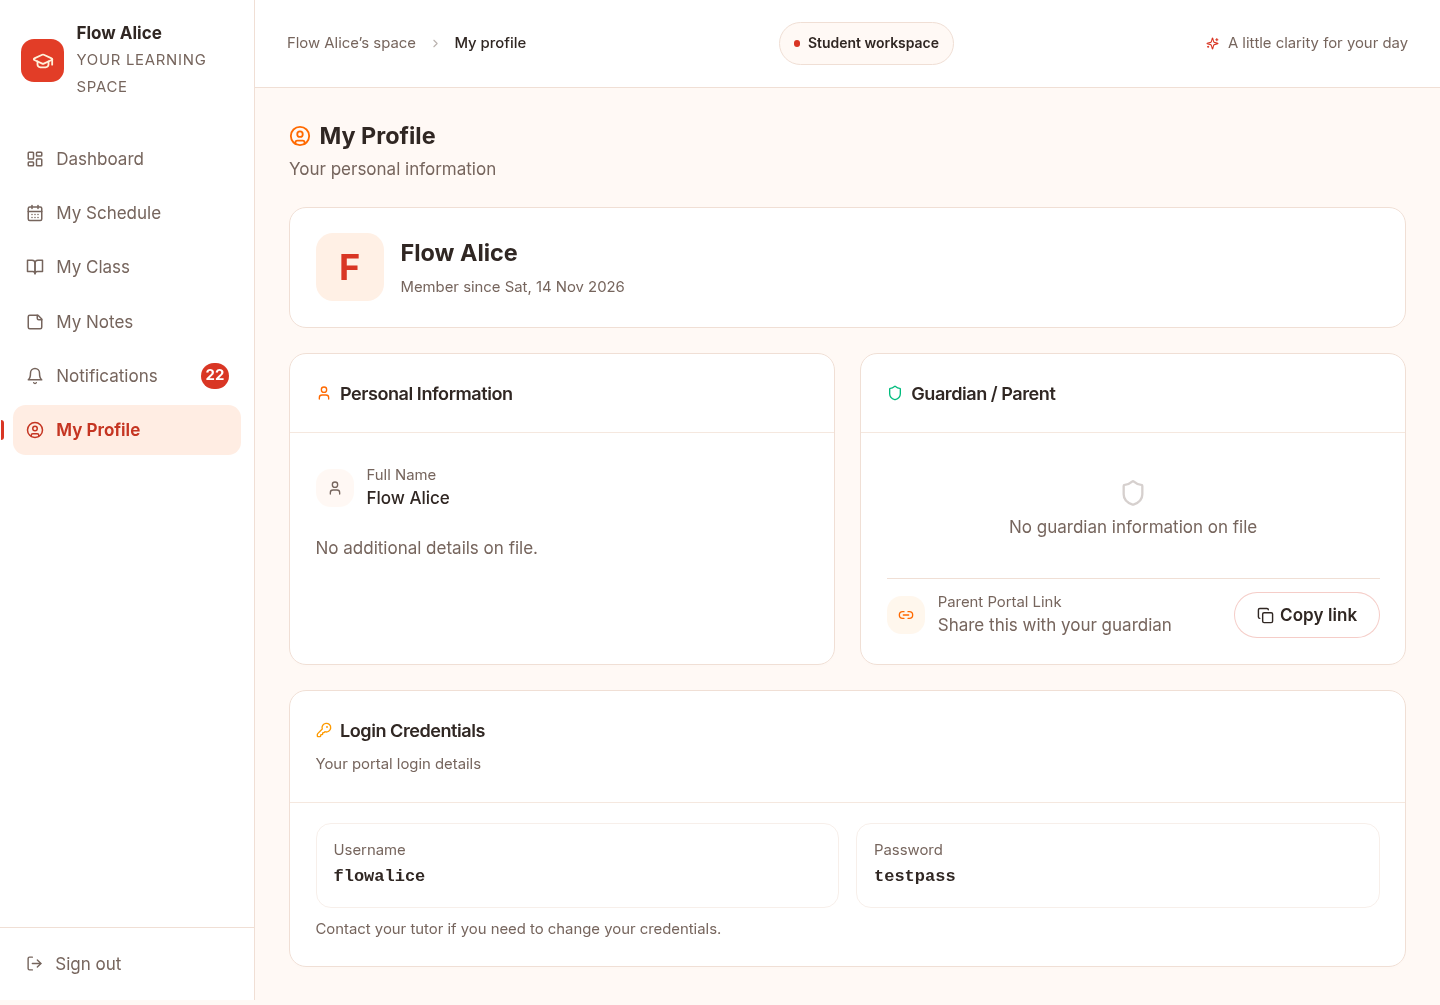 Flow Alice
YOUR LEARNING
SPACE
Dashboard
My Schedule
My Class
My Notes
Notifications 22
My Profile
Sign out
Flow Alice's space › My profile
Student workspace
A little clarity for your day
My Profile
Your personal information
F
Flow Alice
Member since Sat, 14 Nov 2026
Personal Information
Full Name
Flow Alice
No additional details on file.
Guardian / Parent
No guardian information on file
Parent Portal Link
Share this with your guardian
Copy link
Login Credentials
Your portal login details
Username
flowalice
Password
testpass
Contact your tutor if you need to change your credentials.